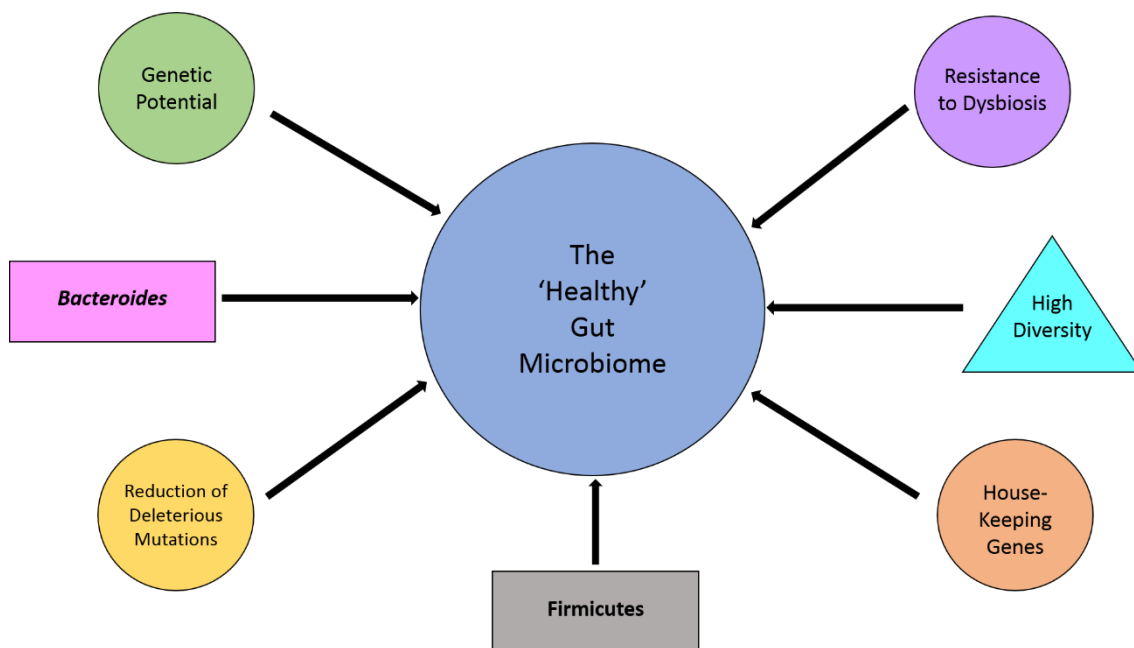 Genetic
Potential
Resistance
to Dysbiosis
The
‘Healthy’
Gut
Microbiome
Bacteroides
High
Diversity
Reduction of
Deleterious
Mutations
House-
Keeping
Genes
Firmicutes